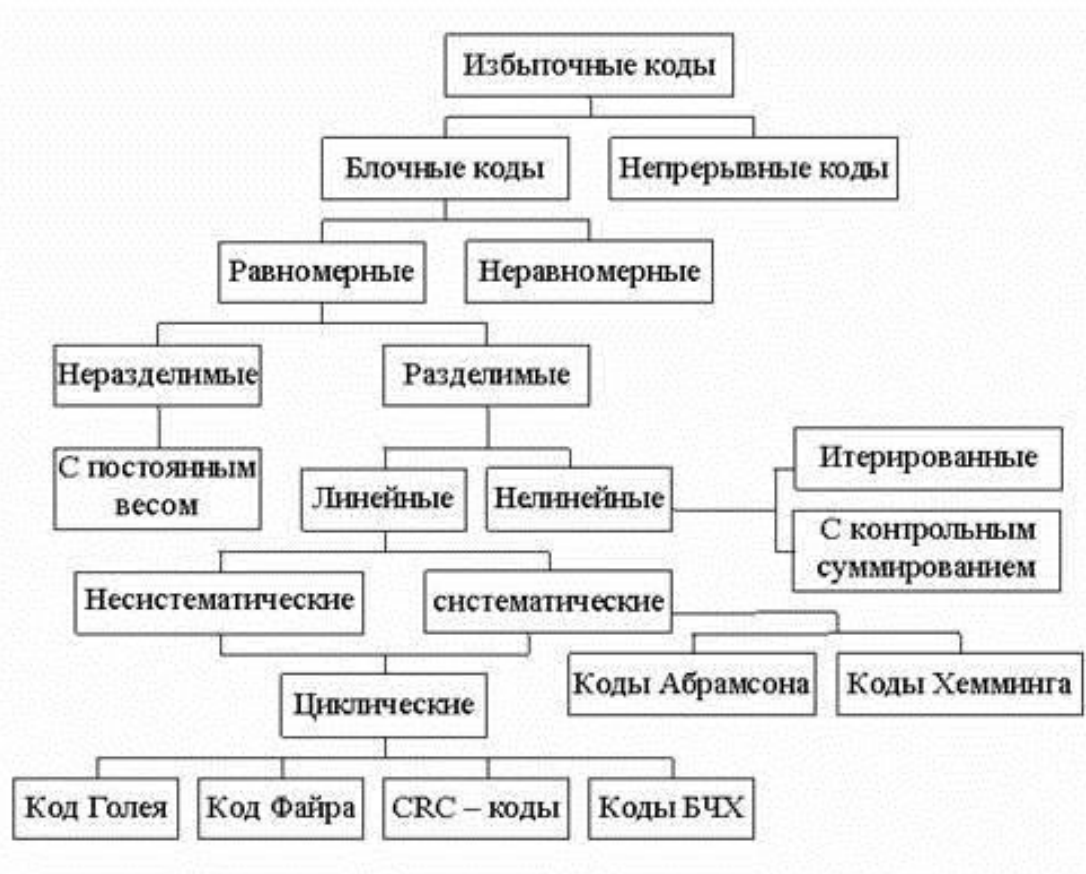 Избыточные коды
Блочные коды
Непрерывные коды
Равномерные
Неравномерные
Неразделимые
Разделимые
С постоянным
весом
Линейные
Нелинейные
Итерированные
С контрольным
суммированием
Несистематические
систематические
Коды Абрамсона
Коды Хемминга
Циклические
Код Голея
Код Файра
CRC – коды
Коды БЧХ